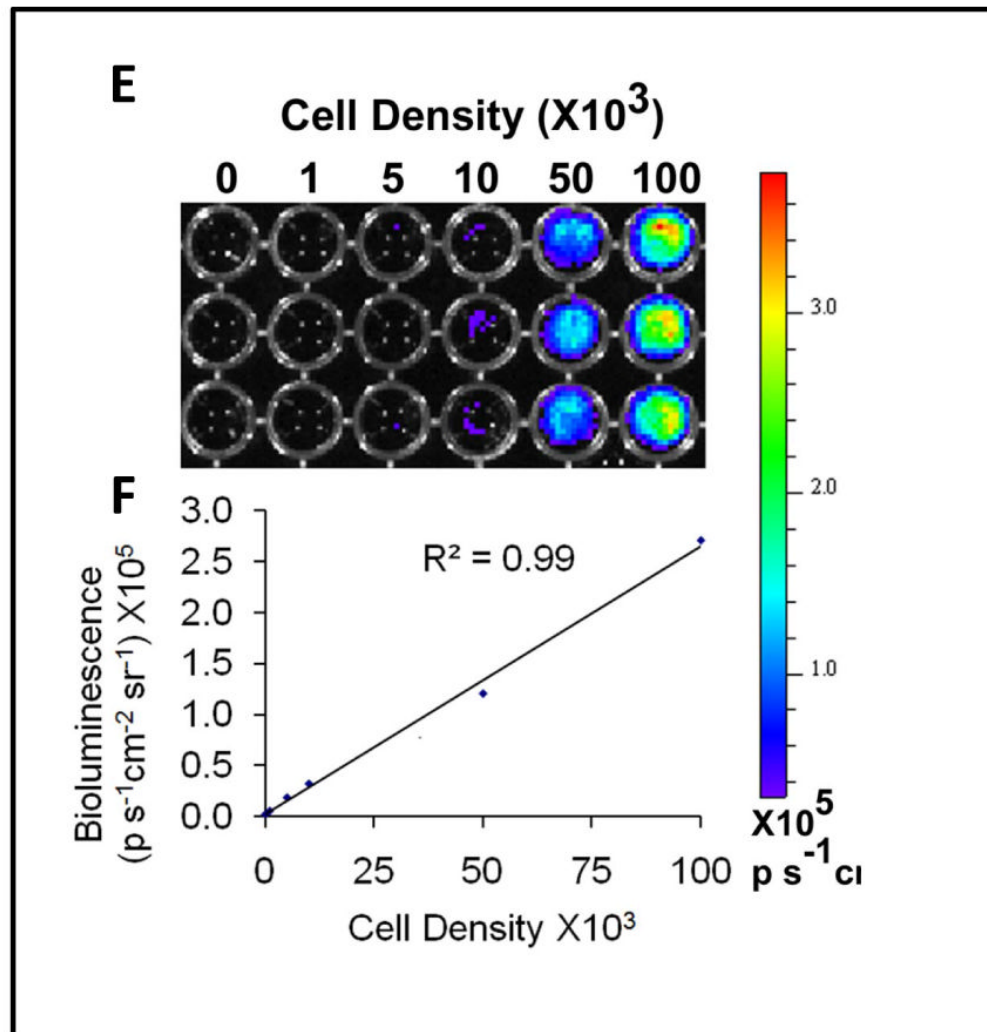 E
Cell Density (X10³)
0 1 5 10 50 100
3.0
2.0
1.0
X10⁵
p s⁻¹
F
3.0
2.5
2.0
1.5
1.0
0.5
0.0
R² = 0.99
Bioluminescence
(p s⁻¹cm⁻² sr⁻¹) X10⁵
0 25 50 75 100
Cell Density X10³